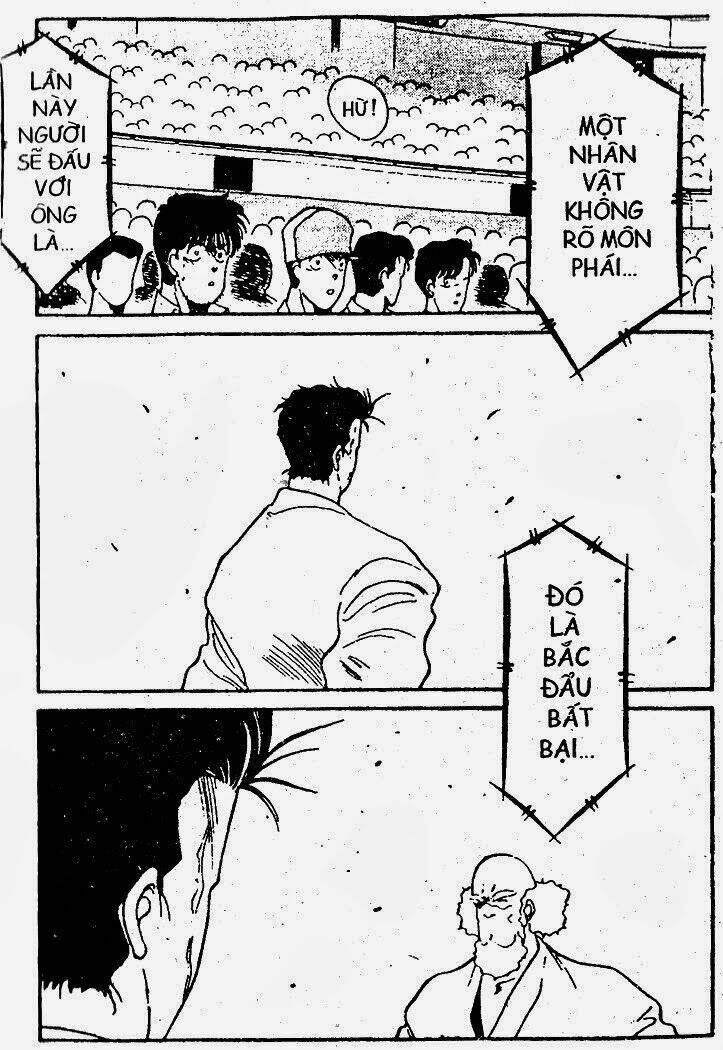 LẦN
NÀY
NGƯỜI
SẼ ĐẤU
VỚI
ÔNG
LÀ...
HỪ!
MỘT
NHÂN
VẬT
KHÔNG
RÕ MÔN
PHÁI...
ĐÓ
LÀ
BẮC
ĐẨU
BẤT
BẠI...